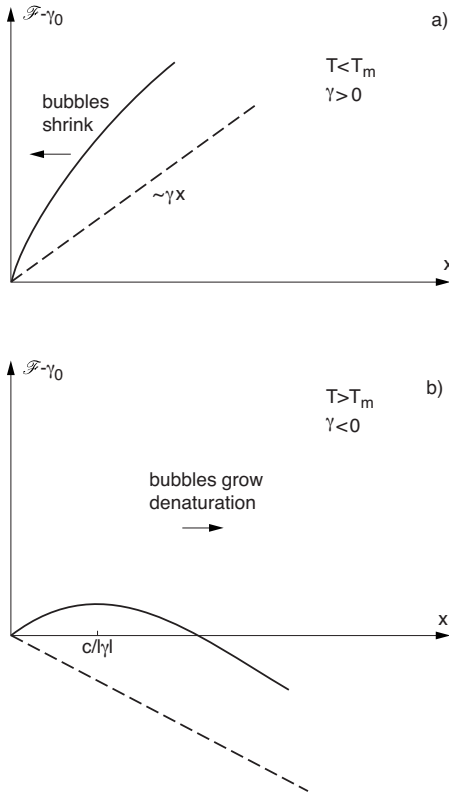 ℱ-γ₀
a)
T<Tₘ
γ>0
bubbles
shrink
~γx
x
ℱ-γ₀
b)
T>Tₘ
γ<0
bubbles grow
denaturation
x
c/|γ|